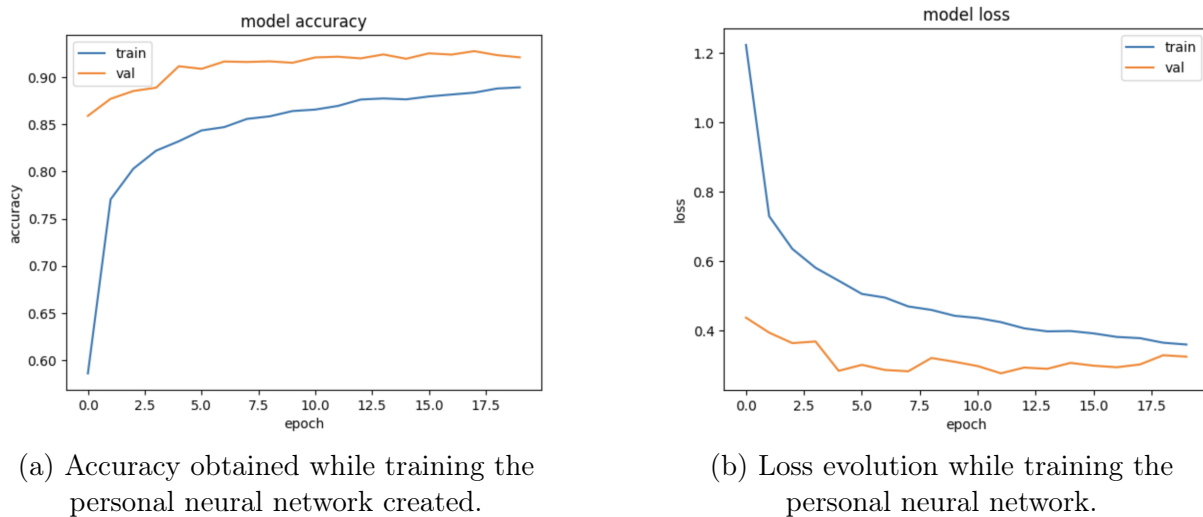 model accuracy
train
val
0.90
0.85
0.80
0.75
0.70
0.65
0.60
accuracy
0.0 2.5 5.0 7.5 10.0 12.5 15.0 17.5
epoch
(a) Accuracy obtained while training the
personal neural network created.
model loss
train
val
1.2
1.0
0.8
0.6
0.4
loss
0.0 2.5 5.0 7.5 10.0 12.5 15.0 17.5
epoch
(b) Loss evolution while training the
personal neural network.